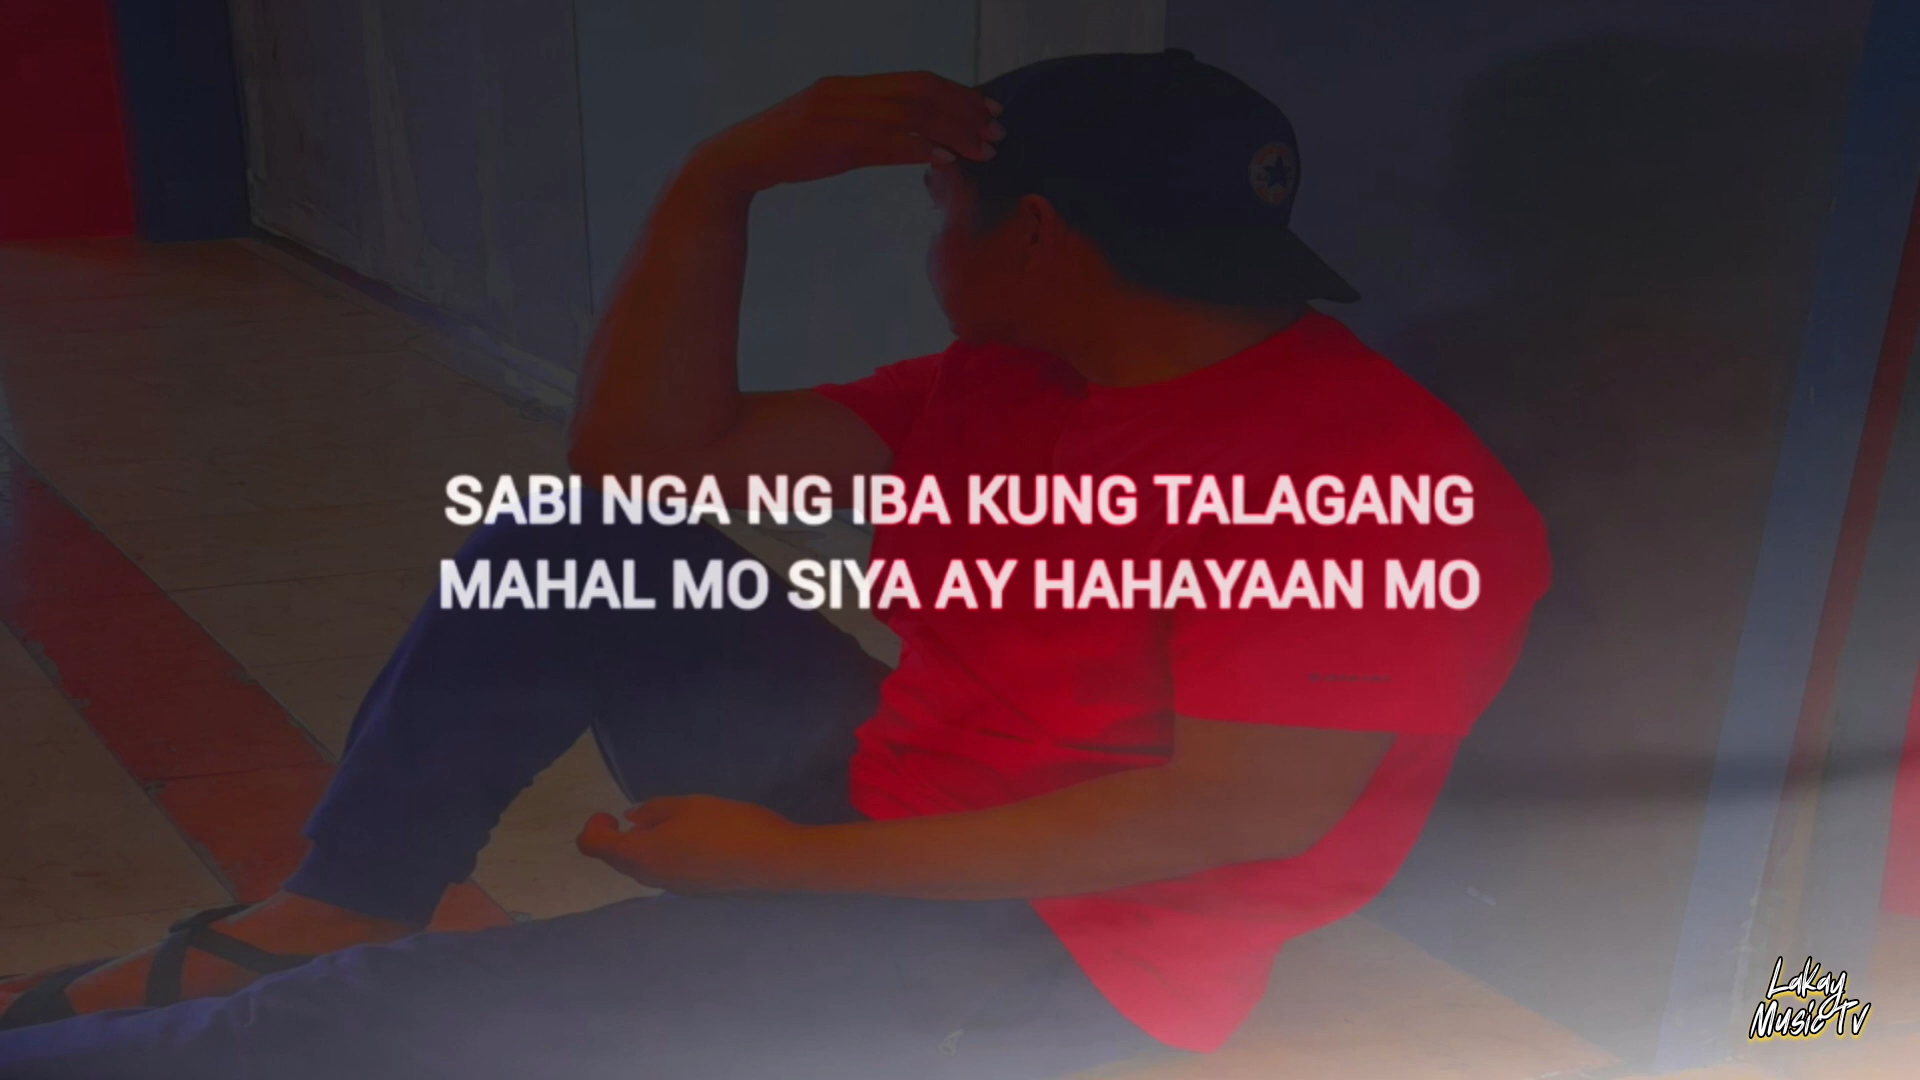 SABI NGA NG IBA KUNG TALAGANG
MAHAL MO SIYA AY HAHAYAAN MO
Lakay
Music Tv